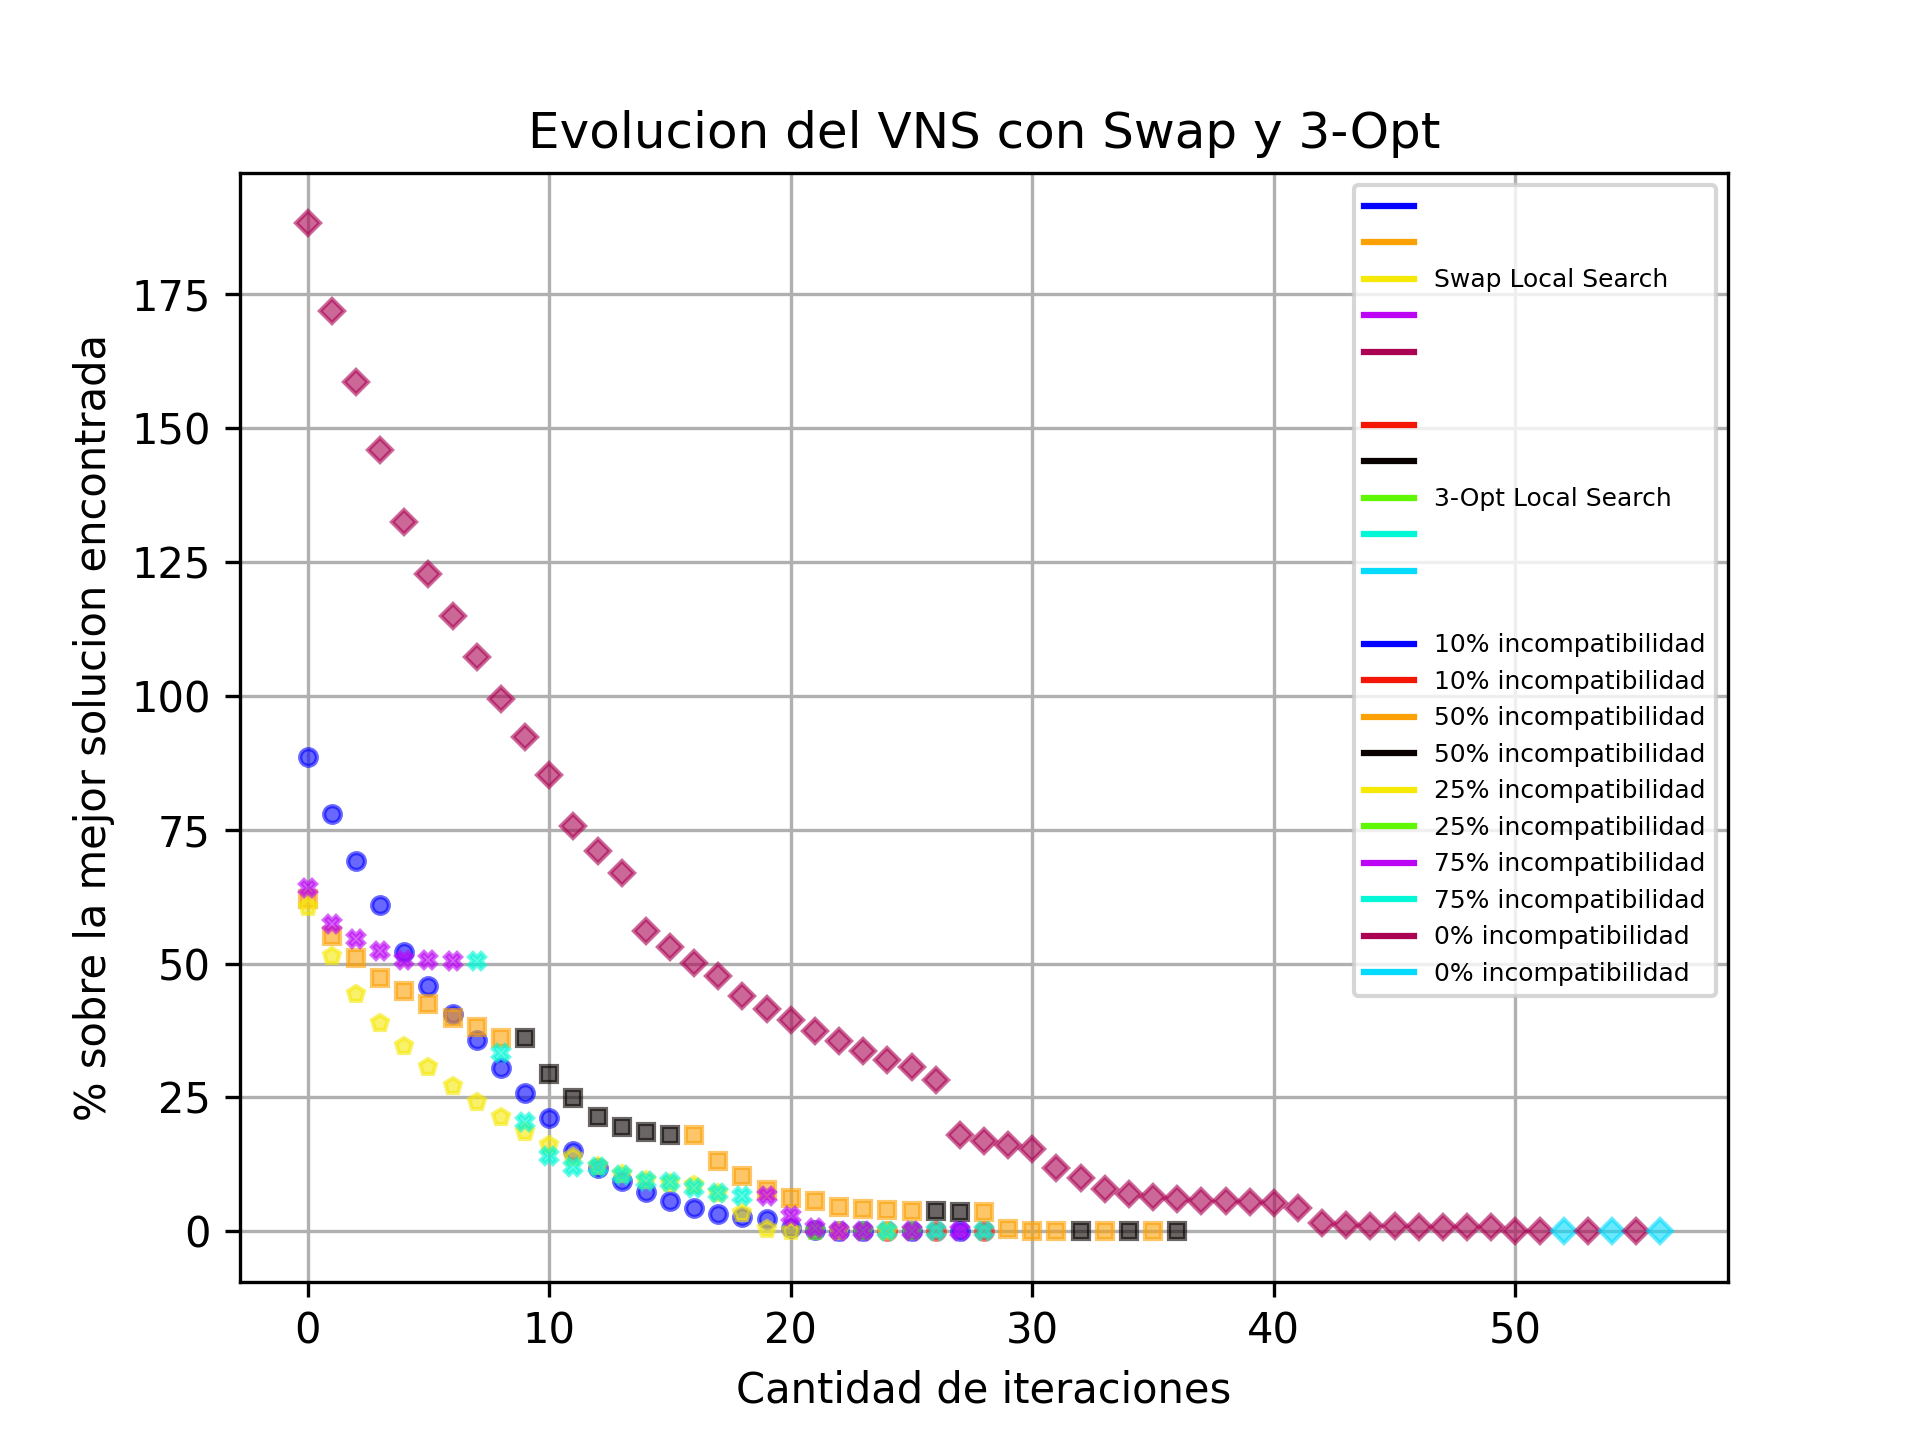 Evolucion del VNS con Swap y 3-Opt
% sobre la mejor solucion encontrada
175
150
125
100
75
50
25
0
Swap Local Search
3-Opt Local Search
10% incompatibilidad
10% incompatibilidad
50% incompatibilidad
50% incompatibilidad
25% incompatibilidad
25% incompatibilidad
75% incompatibilidad
75% incompatibilidad
0% incompatibilidad
0% incompatibilidad
0 10 20 30 40 50
Cantidad de iteraciones